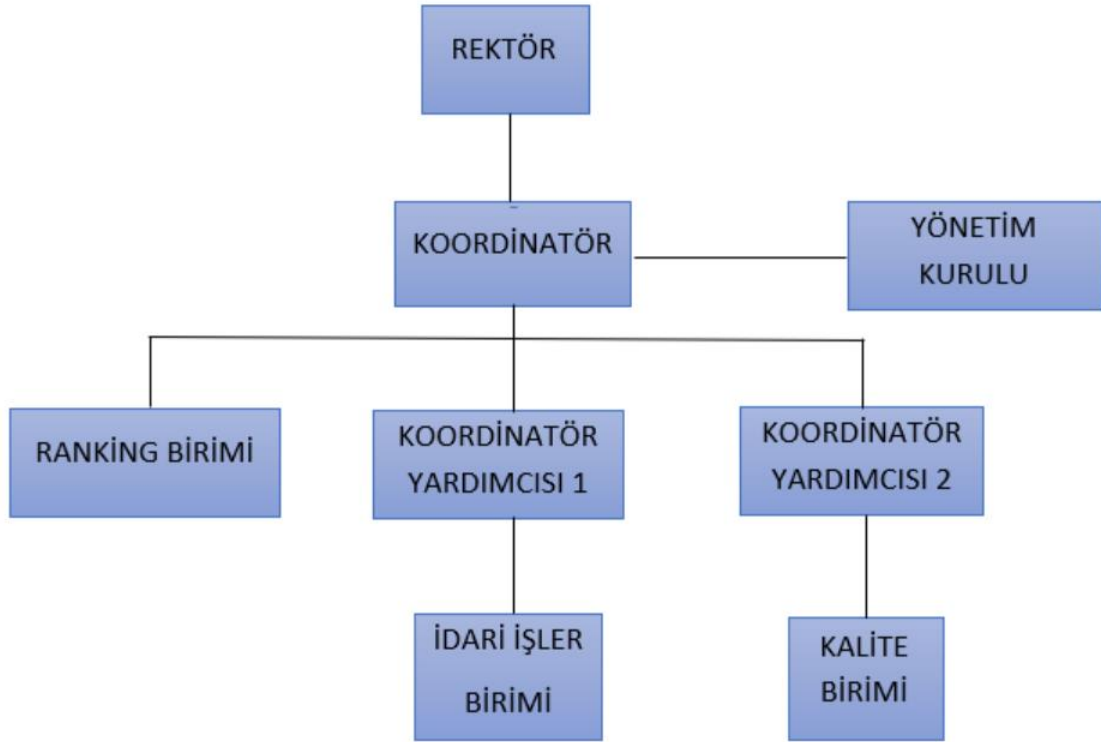 REKTÖR
KOORDİNATÖR
YÖNETİM
KURULU
RANKİNG BİRİMİ
KOORDİNATÖR
YARDIMCISI 1
KOORDİNATÖR
YARDIMCISI 2
İDARİ İŞLER
BİRİMİ
KALİTE
BİRİMİ